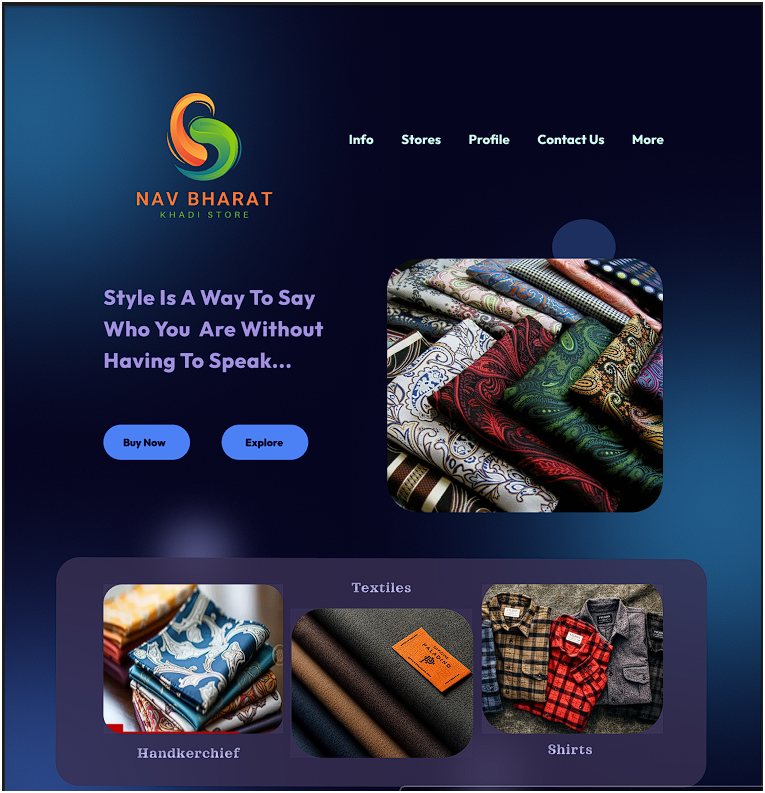 NAV BHARAT
KHADI STORE
Info Stores Profile Contact Us More
Style Is A Way To Say
Who You Are Without
Having To Speak...
Buy Now Explore
Textiles
PALADINO
Handkerchief
Shirts